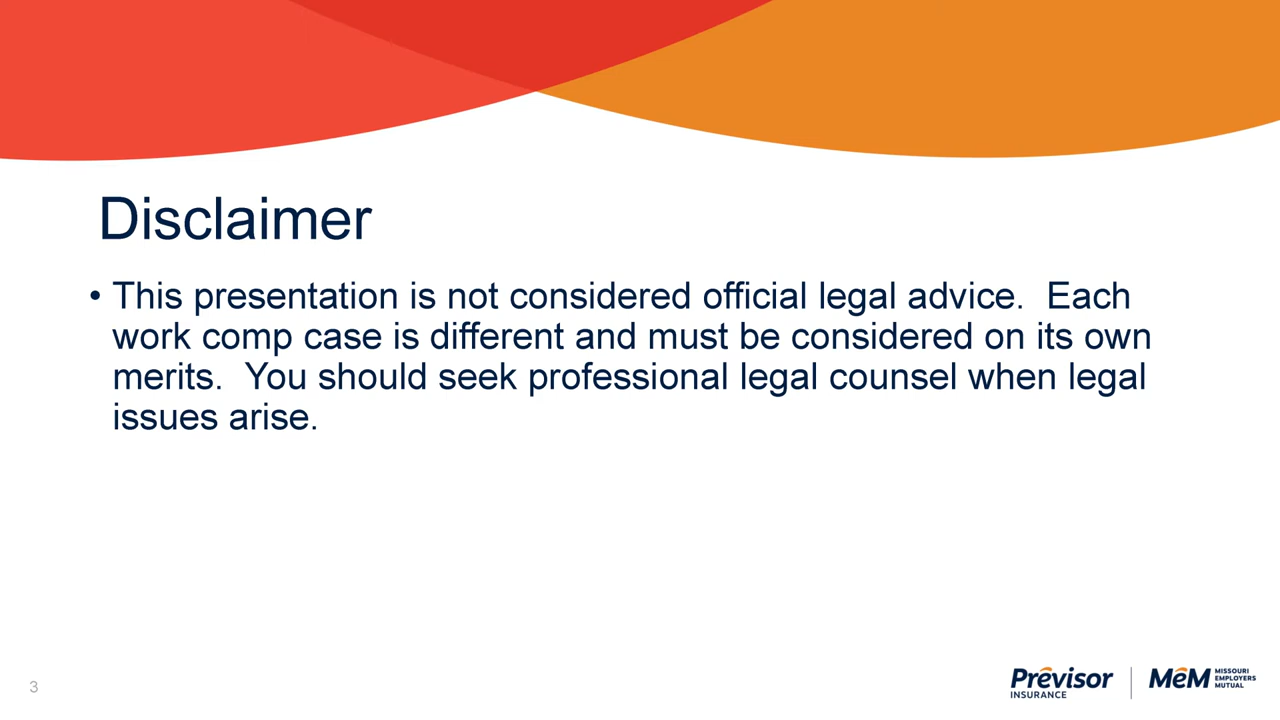 Disclaimer
• This presentation is not considered official legal advice.  Each
work comp case is different and must be considered on its own
merits.  You should seek professional legal counsel when legal
issues arise.
3
Prēvisor
INSURANCE
MēM
MISSOURI
EMPLOYERS
MUTUAL